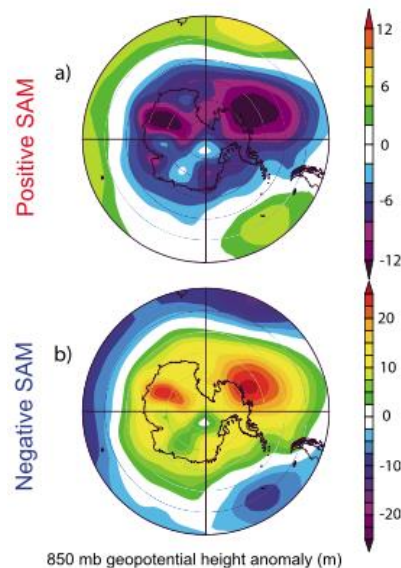 a)
Positive SAM
12
6
0
-6
-12
b)
Negative SAM
20
10
0
-10
-20
850 mb geopotential height anomaly (m)